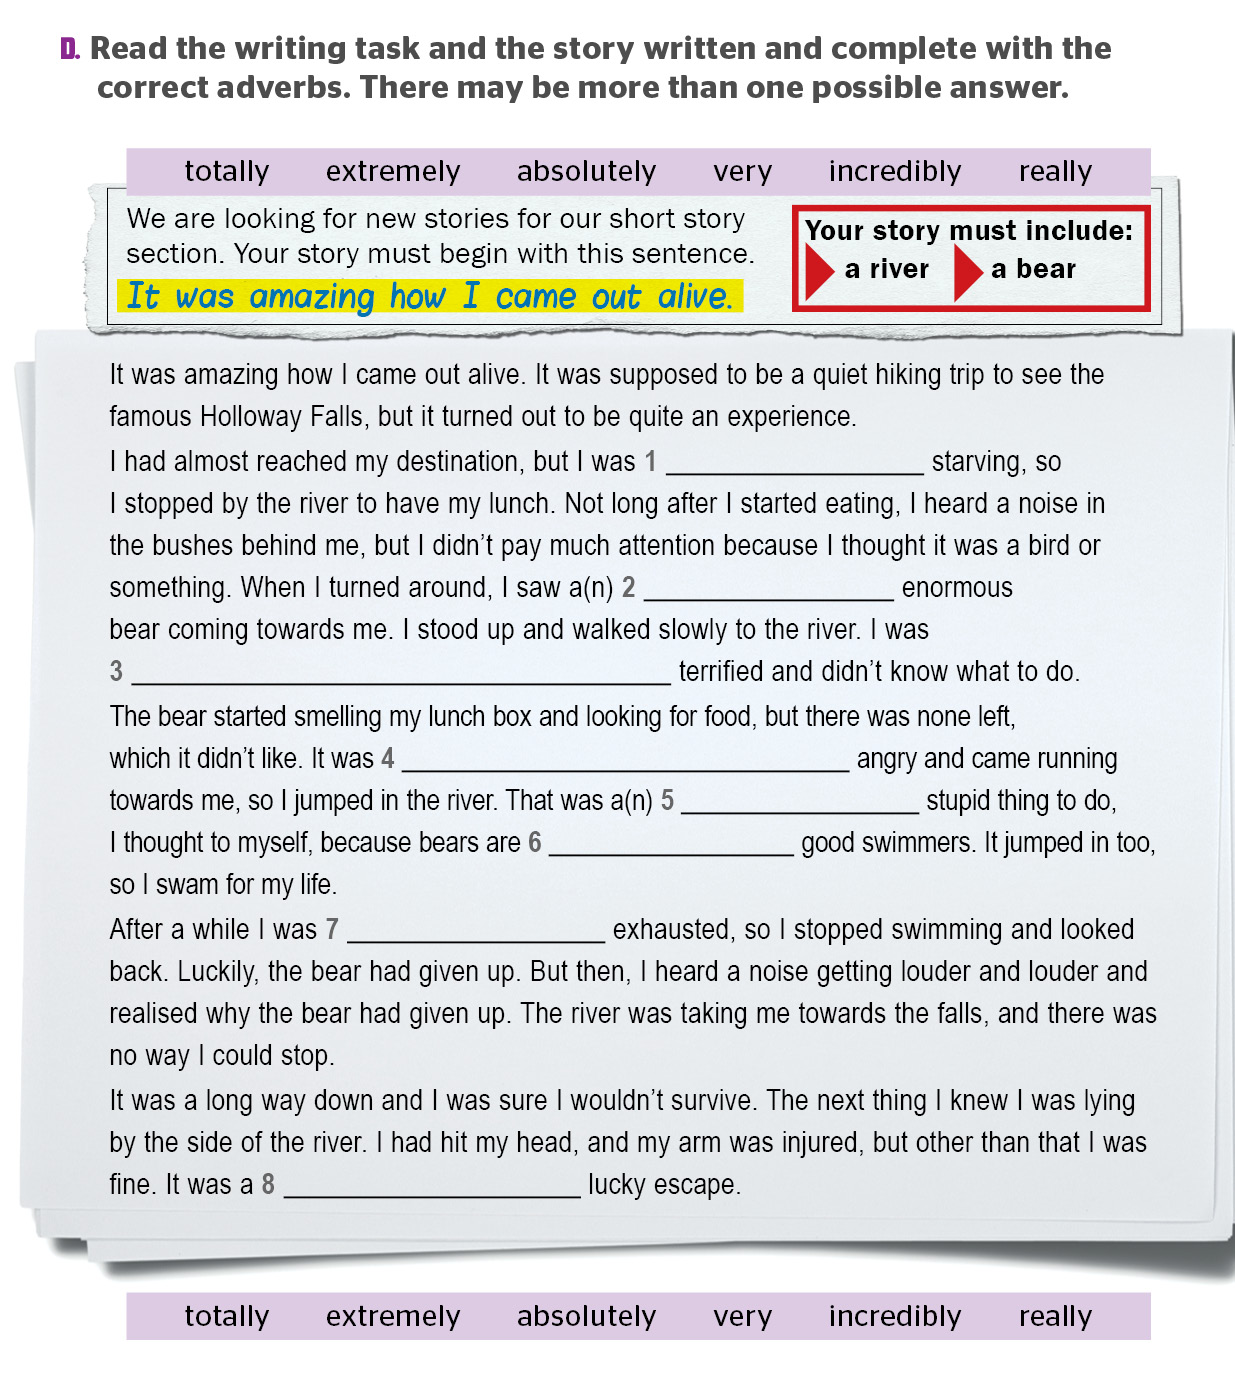 D. Read the writing task and the story written and complete with the
correct adverbs. There may be more than one possible answer.
totally extremely absolutely very incredibly really
We are looking for new stories for our short story
section. Your story must begin with this sentence.
It was amazing how I came out alive.
Your story must include:
a river a bear
It was amazing how I came out alive. It was supposed to be a quiet hiking trip to see the
famous Holloway Falls, but it turned out to be quite an experience.
I had almost reached my destination, but I was 1 ____________________ starving, so
I stopped by the river to have my lunch. Not long after I started eating, I heard a noise in
the bushes behind me, but I didn't pay much attention because I thought it was a bird or
something. When I turned around, I saw a(n) 2 ____________________ enormous
bear coming towards me. I stood up and walked slowly to the river. I was
3 ____________________ terrified and didn't know what to do.
The bear started smelling my lunch box and looking for food, but there was none left,
which it didn't like. It was 4 ____________________ angry and came running
towards me, so I jumped in the river. That was a(n) 5 ____________________ stupid thing to do,
I thought to myself, because bears are 6 ____________________ good swimmers. It jumped in too,
so I swam for my life.
After a while I was 7 ____________________ exhausted, so I stopped swimming and looked
back. Luckily, the bear had given up. But then, I heard a noise getting louder and louder and
realised why the bear had given up. The river was taking me towards the falls, and there was
no way I could stop.
It was a long way down and I was sure I wouldn't survive. The next thing I knew I was lying
by the side of the river. I had hit my head, and my arm was injured, but other than that I was
fine. It was a 8 ____________________ lucky escape.
totally extremely absolutely very incredibly really